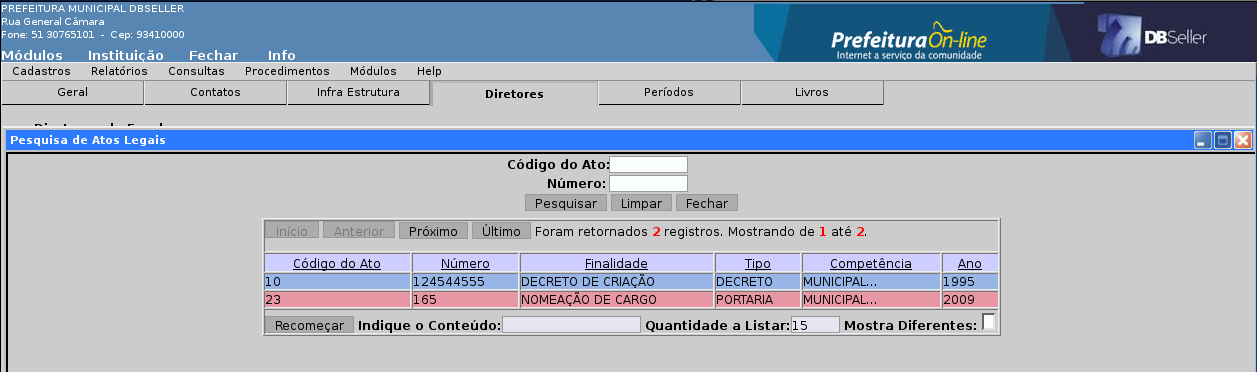 PREFEITURA MUNICIPAL DBSELLER
Rua General Câmara
Fone: 51 30765101 - Cep: 93410000
PrefeituraOn-line
Internet a serviço da comunidade
DBSeller
Módulos Instituição Fechar Info
Cadastros Relatórios Consultas Procedimentos Módulos Help
Geral Contatos Infra Estrutura Diretores Períodos Livros
Pesquisa de Atos Legais
Código do Ato:
Número:
Pesquisar Limpar Fechar
Início Anterior Próximo Último Foram retornados 2 registros. Mostrando de 1 até 2.
Código do Ato Número Finalidade Tipo Competência Ano
10 124544555 DECRETO DE CRIAÇÃO DECRETO MUNICIPAL... 1995
23 165 NOMEAÇÃO DE CARGO PORTARIA MUNICIPAL... 2009
Recomeçar Indique o Conteúdo: Quantidade a Listar: 15 Mostra Diferentes: